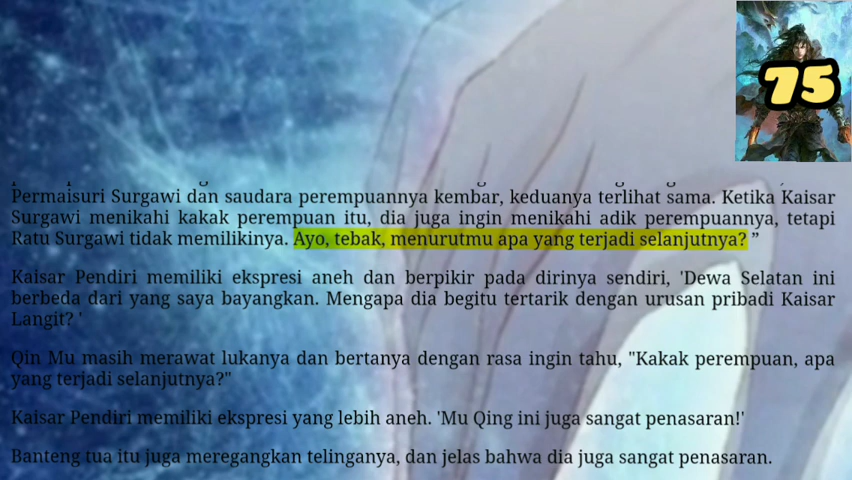 75
Permaisuri Surgawi dan saudara perempuannya kembar, keduanya terlihat sama. Ketika Kaisar
Surgawi menikahi kakak perempuan itu, dia juga ingin menikahi adik perempuannya, tetapi
Ratu Surgawi tidak memilikinya. Ayo, tebak, menurutmu apa yang terjadi selanjutnya? ”
Kaisar Pendiri memiliki ekspresi aneh dan berpikir pada dirinya sendiri, 'Dewa Selatan ini
berbeda dari yang saya bayangkan. Mengapa dia begitu tertarik dengan urusan pribadi Kaisar
Langit? '
Qin Mu masih merawat lukanya dan bertanya dengan rasa ingin tahu, "Kakak perempuan, apa
yang terjadi selanjutnya?"
Kaisar Pendiri memiliki ekspresi yang lebih aneh. 'Mu Qing ini juga sangat penasaran!'
Banteng tua itu juga meregangkan telinganya, dan jelas bahwa dia juga sangat penasaran.